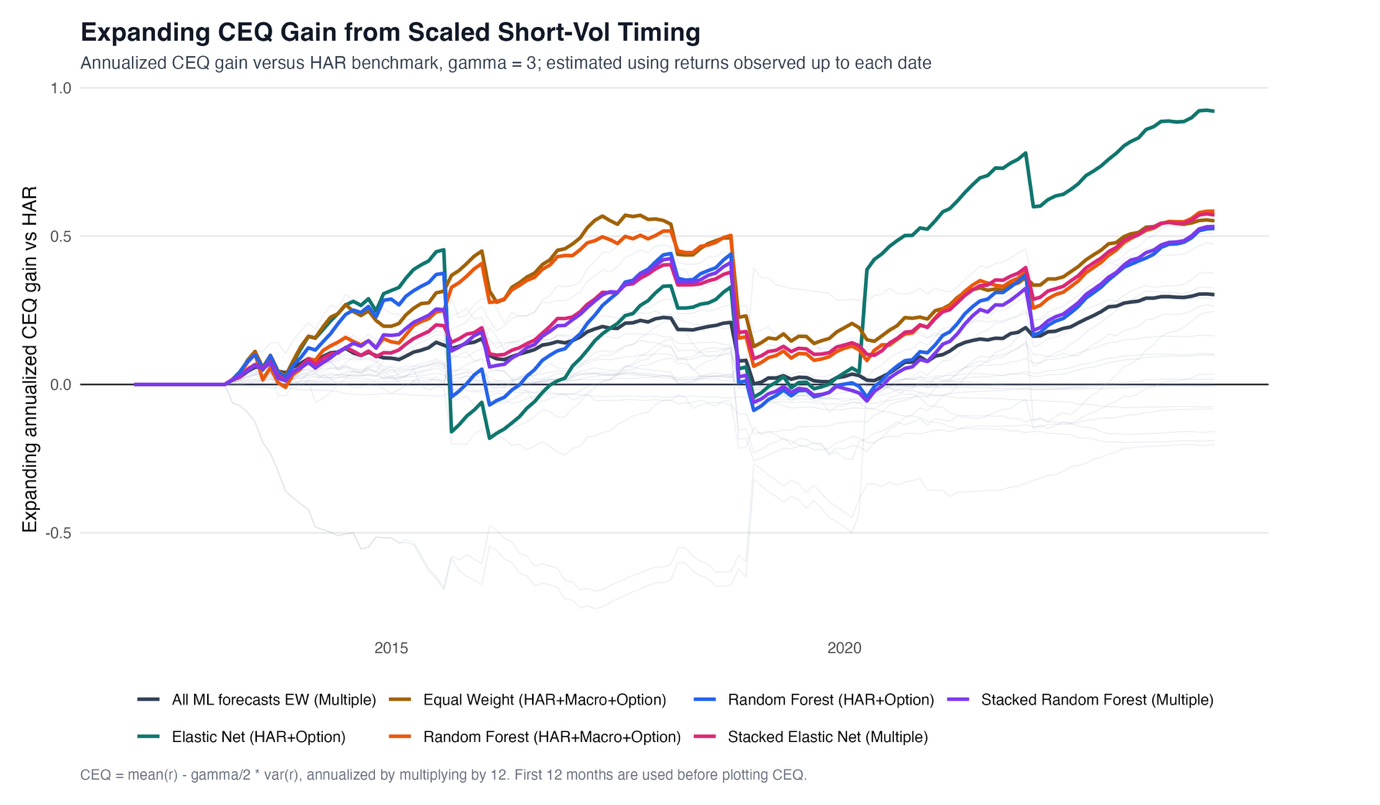 Expanding CEQ Gain from Scaled Short-Vol Timing
Annualized CEQ gain versus HAR benchmark, gamma = 3; estimated using returns observed up to each date
Expanding annualized CEQ gain vs HAR
1.0
0.5
0.0
-0.5
2015 2020
All ML forecasts EW (Multiple) Equal Weight (HAR+Macro+Option) Random Forest (HAR+Option) Stacked Random Forest (Multiple)
Elastic Net (HAR+Option) Random Forest (HAR+Macro+Option) Stacked Elastic Net (Multiple)
CEQ = mean(r) - gamma/2 * var(r), annualized by multiplying by 12. First 12 months are used before plotting CEQ.